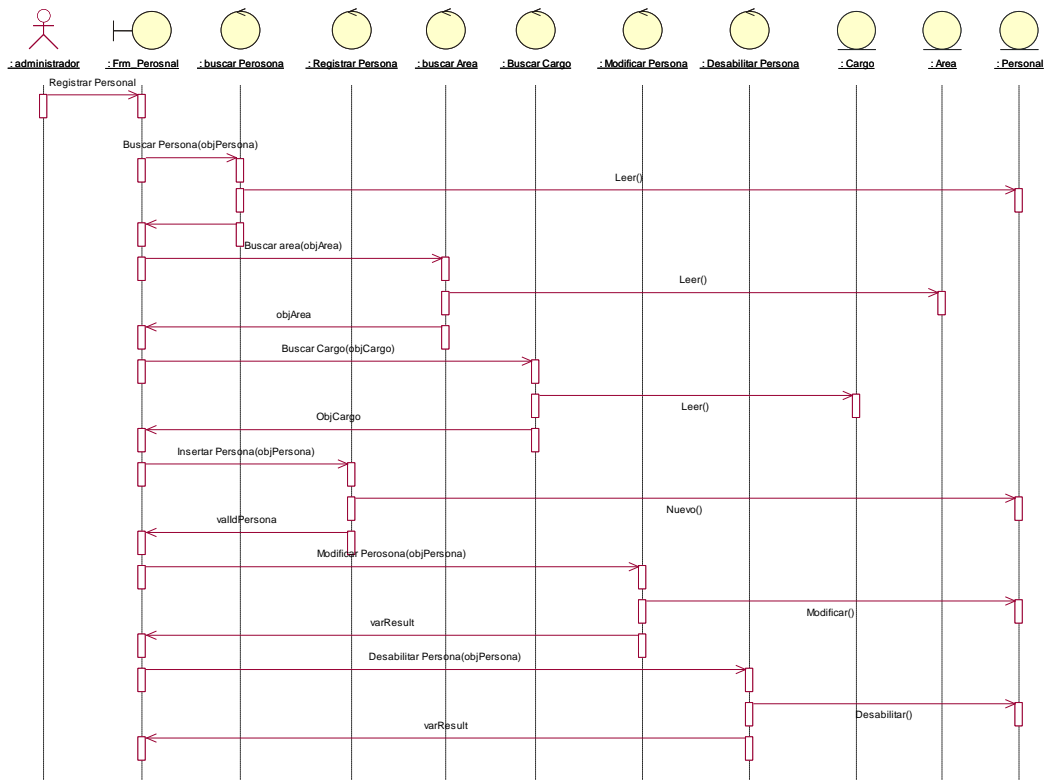 : administrador
: Frm_Perosnal
: buscar Perosona
: Registrar Persona
: buscar Area
: Buscar Cargo
: Modificar Persona
: Desabilitar Persona
: Cargo
: Area
: Personal
Registrar Personal
Buscar Persona(objPersona)
Leer()
Buscar area(objArea)
Leer()
objArea
Buscar Cargo(objCargo)
Leer()
ObjCargo
Insertar Persona(objPersona)
Nuevo()
valIdPersona
Modificar Perosona(objPersona)
Modificar()
varResult
Desabilitar Persona(objPersona)
Desabilitar()
varResult